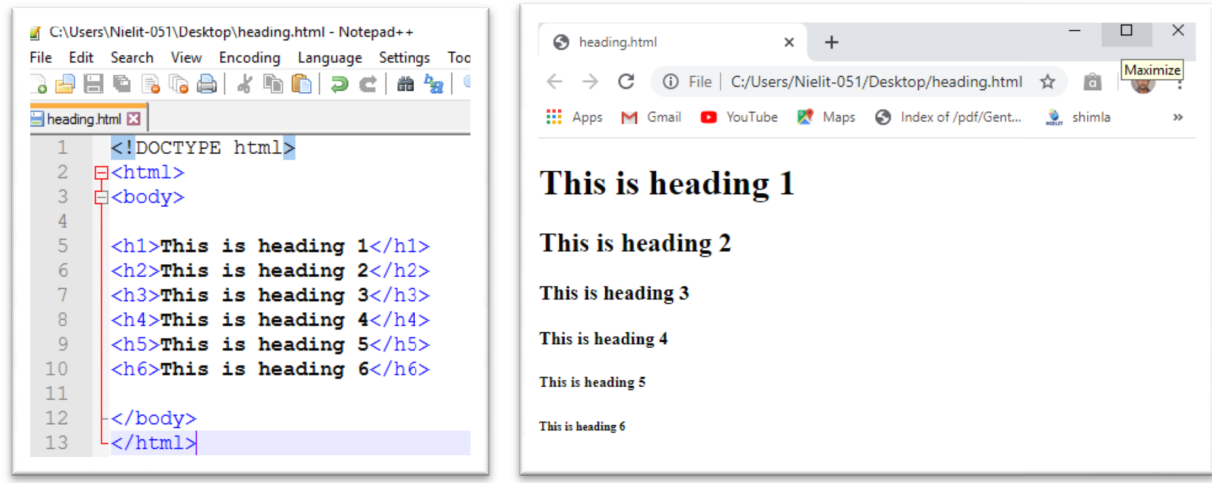 C:\Users\Nielit-051\Desktop\heading.html - Notepad++
File Edit Search View Encoding Language Settings Too
heading.html
1 <!DOCTYPE html>
2 <html>
3 <body>
4
5 <h1>This is heading 1</h1>
6 <h2>This is heading 2</h2>
7 <h3>This is heading 3</h3>
8 <h4>This is heading 4</h4>
9 <h5>This is heading 5</h5>
10 <h6>This is heading 6</h6>
11
12 </body>
13 </html>
heading.html
Maximize
File | C:/Users/Nielit-051/Desktop/heading.html
Apps Gmail YouTube Maps Index of /pdf/Gent... shimla »
This is heading 1
This is heading 2
This is heading 3
This is heading 4
This is heading 5
This is heading 6